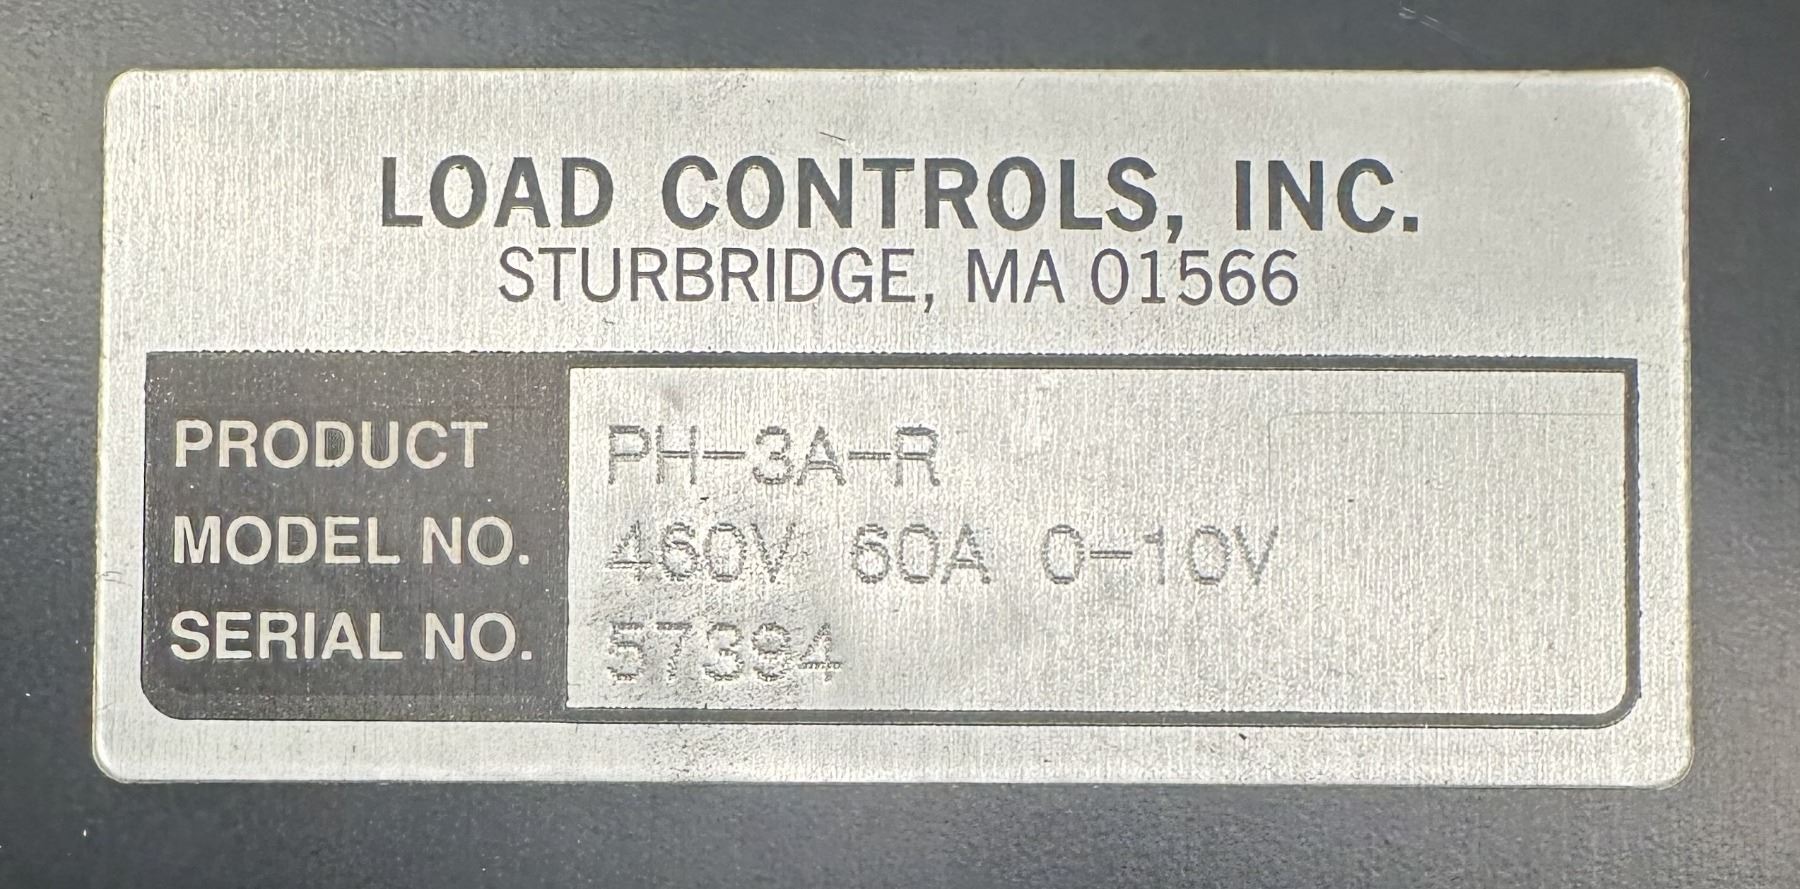 LOAD CONTROLS, INC.
STURBRIDGE, MA 01566
PRODUCT PH-3A-R
MODEL NO. 460V 60A 0-10V
SERIAL NO. 57394